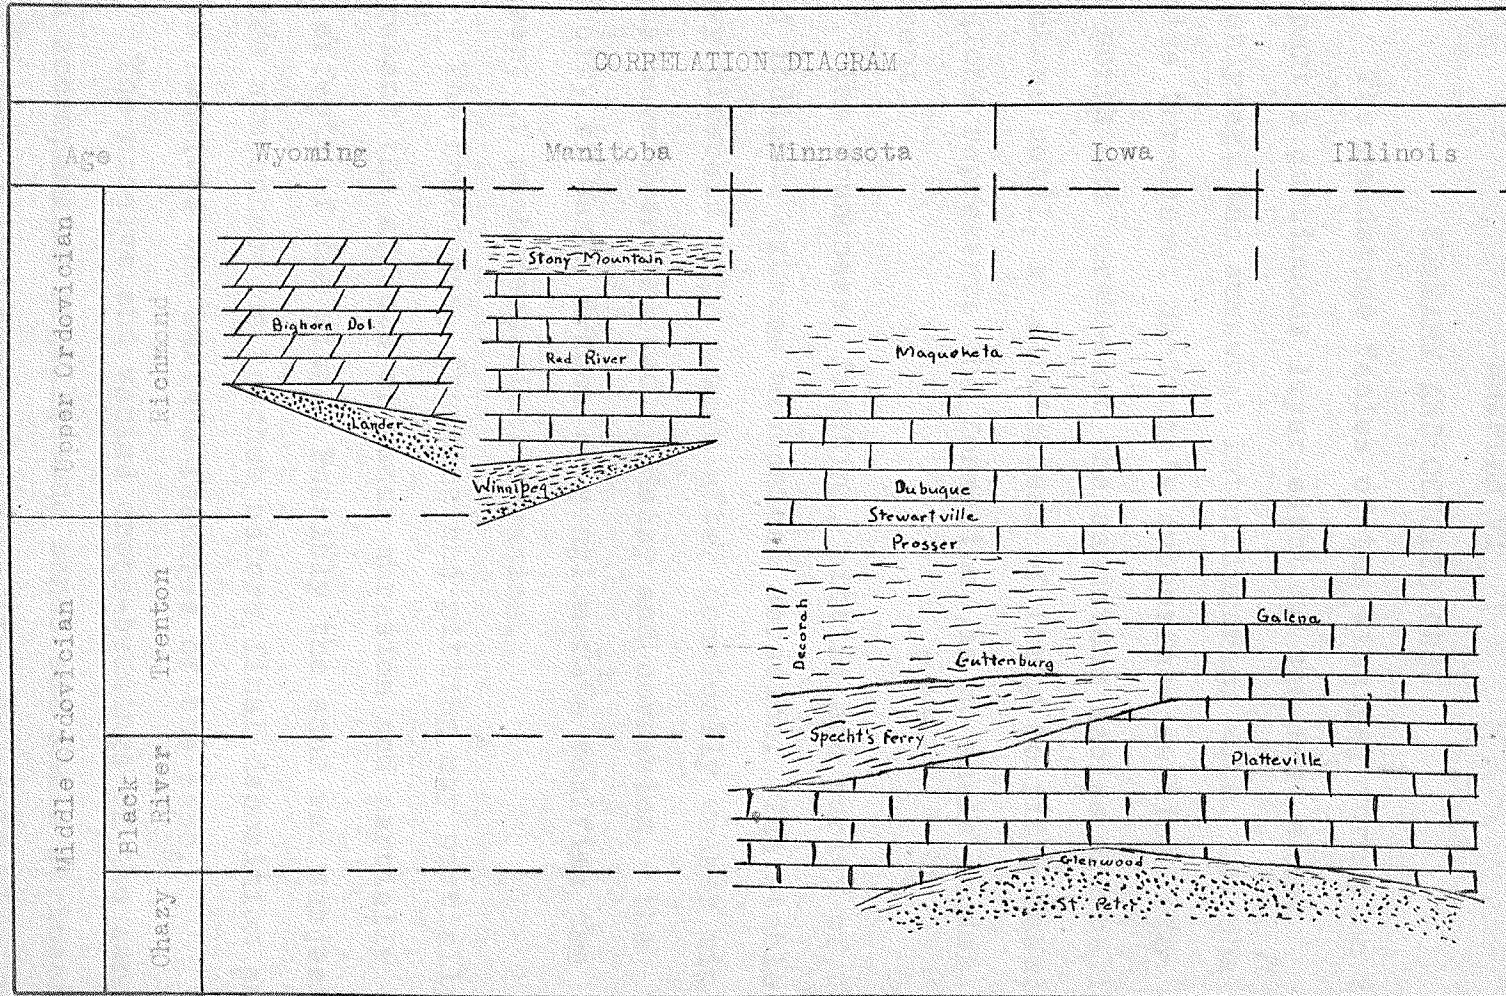 CORRELATION DIAGRAM
Age
Wyoming
Manitoba
Minnesota
Iowa
Illinois
Upper Ordovician
Richmond
Middle Ordovician
Trenton
Black
River
Chazy
Bighorn Dol.
Lander
Stony Mountain
Red River
Winnipeg
Maquoketa
Dubuque
Stewartville
Prosser
Decorah
Guttenburg
Specht's Ferry
Galena
Platteville
Glenwood
St. Peter